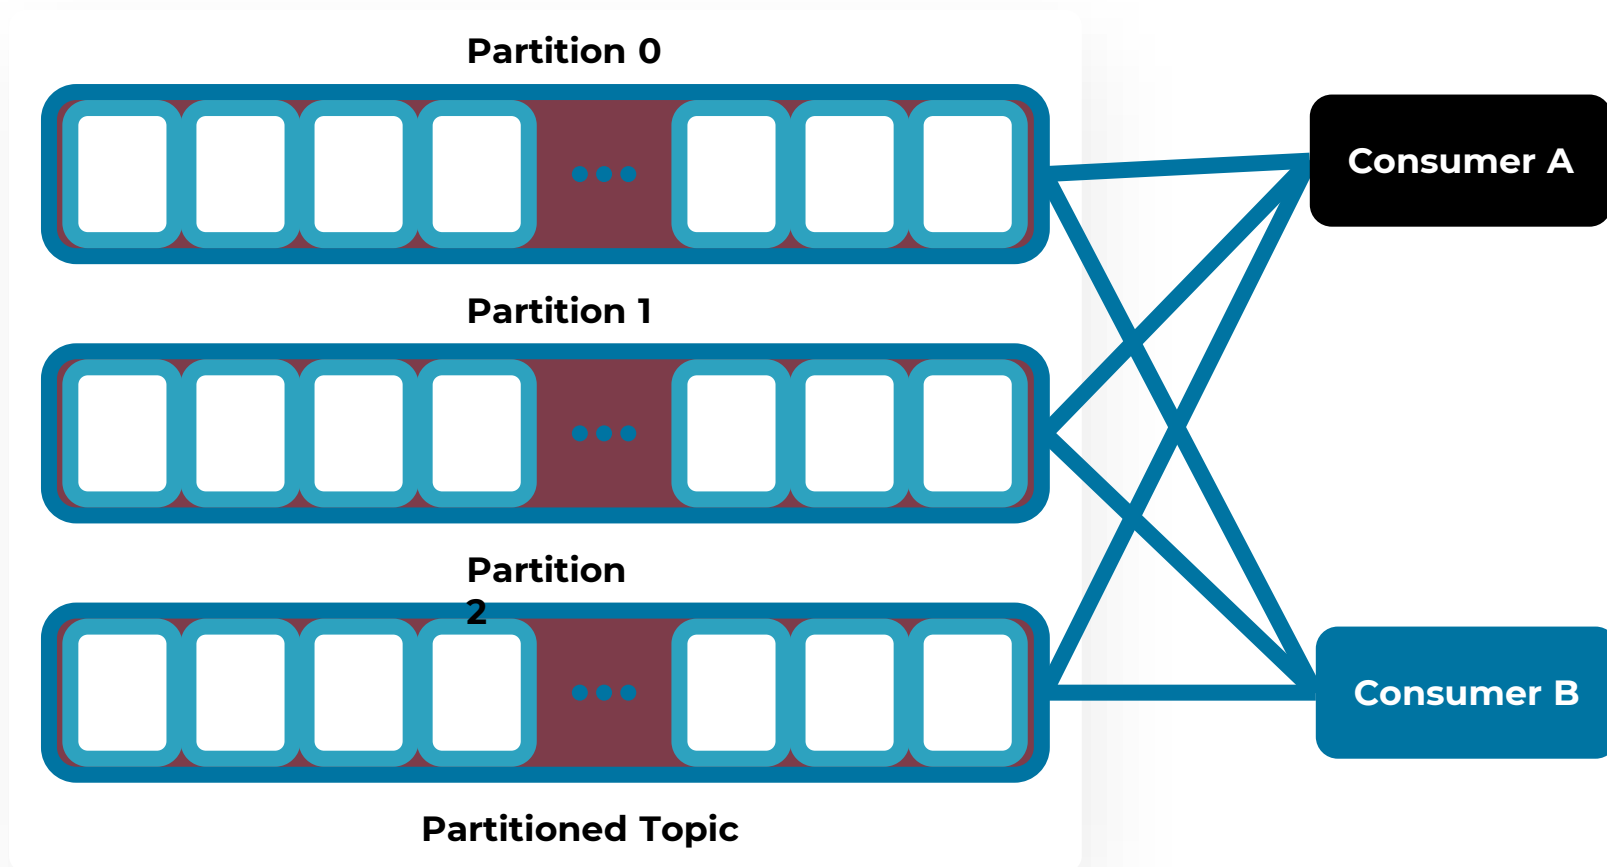 Partition 0
Consumer A
Partition 1
Partition
2
Consumer B
Partitioned Topic